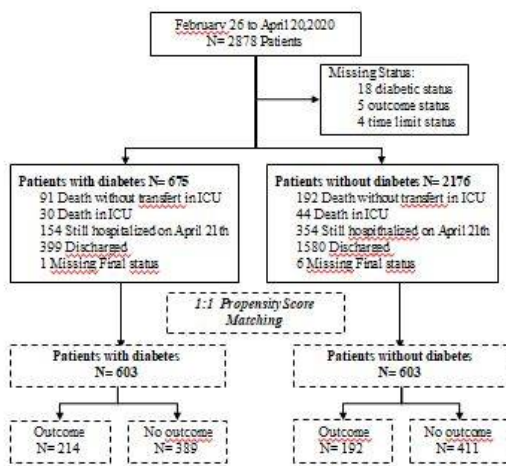 February 26 to April 20,2020
N= 2878 Patients
Missing Status:
18 diabetic status
5 outcome status
4 time limit status
Patients with diabetes N= 675
91 Death without transfert in ICU
30 Death in ICU
154 Still hospitalized on April 21th
399 Discharged
1 Missing Final status
Patients without diabetes N= 2176
192 Death without transfert in ICU
44 Death in ICU
354 Still hospithalized on April 21th
1580 Discharged
6 Missing Final status
1:1 Propensity Score
Matching
Patients with diabetes
N= 603
Patients without diabetes
N= 603
Outcome
N= 214
No outcome
N= 389
Outcome
N= 192
No outcome
N= 411